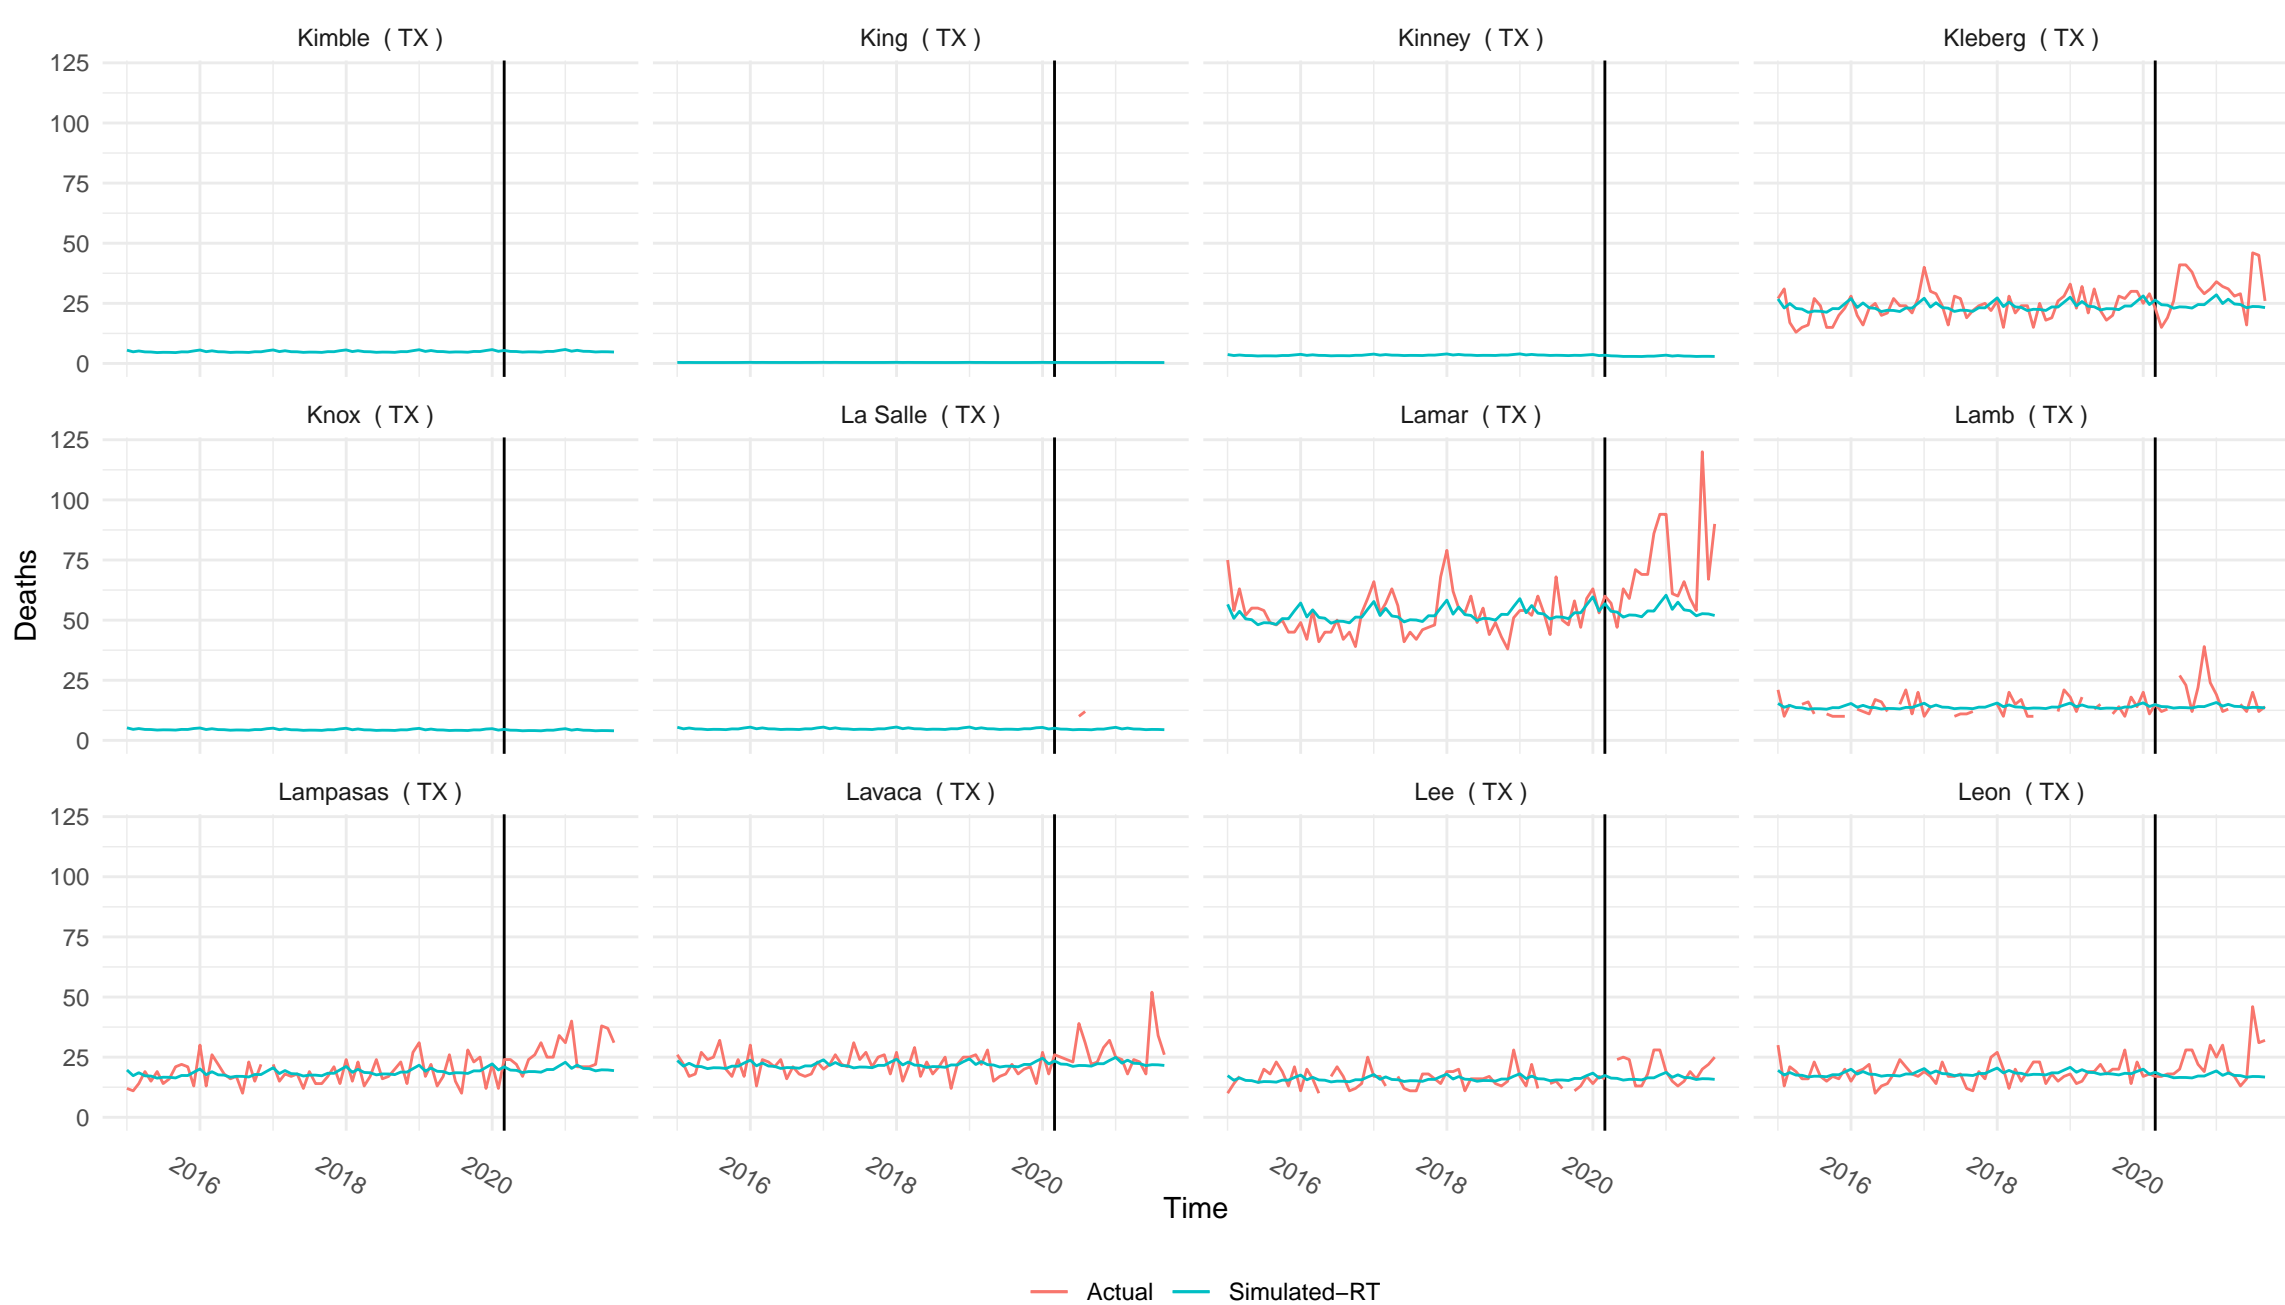 Kimble ( TX ) King ( TX ) Kinney ( TX ) Kleberg ( TX )
125
100
75
50
25
0
Knox ( TX ) La Salle ( TX ) Lamar ( TX ) Lamb ( TX )
125
100
75
50
25
0
Deaths
Lampasas ( TX ) Lavaca ( TX ) Lee ( TX ) Leon ( TX )
125
100
75
50
25
0
2016 2018 2020 2016 2018 2020 2016 2018 2020 2016 2018 2020
Time
Actual Simulated−RT